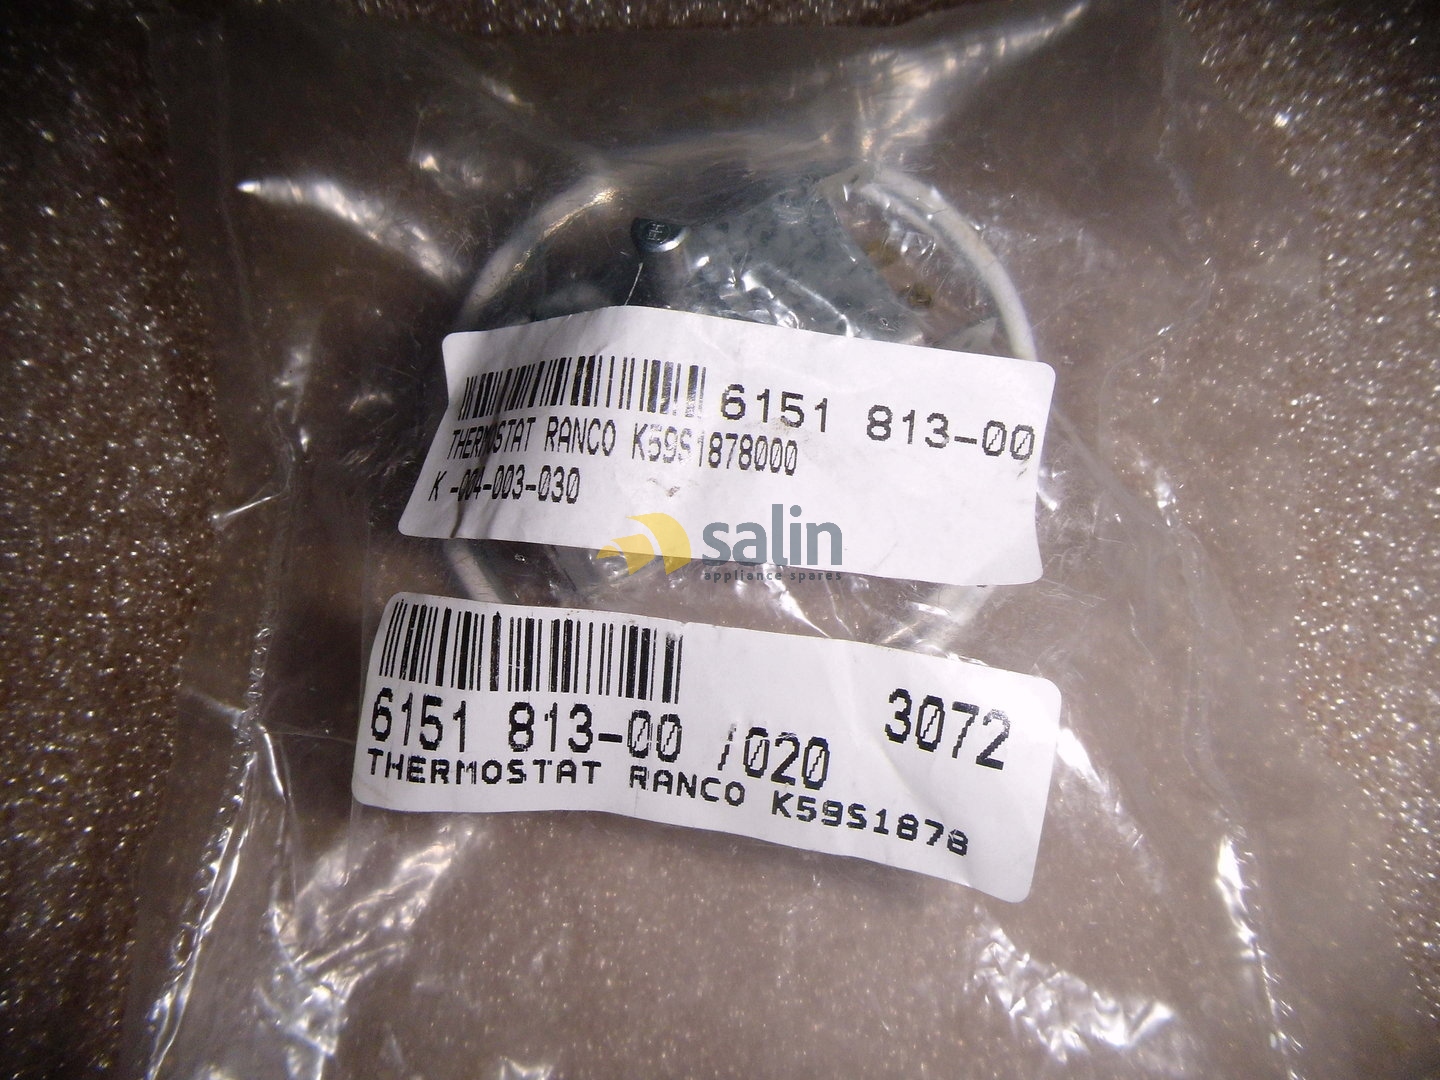 6151 813-00
THERMOSTAT RANCO K59S1878000
K -004-003-030
salin
appliance spares
6151 813-00 /020 3072
THERMOSTAT RANCO K59S1878